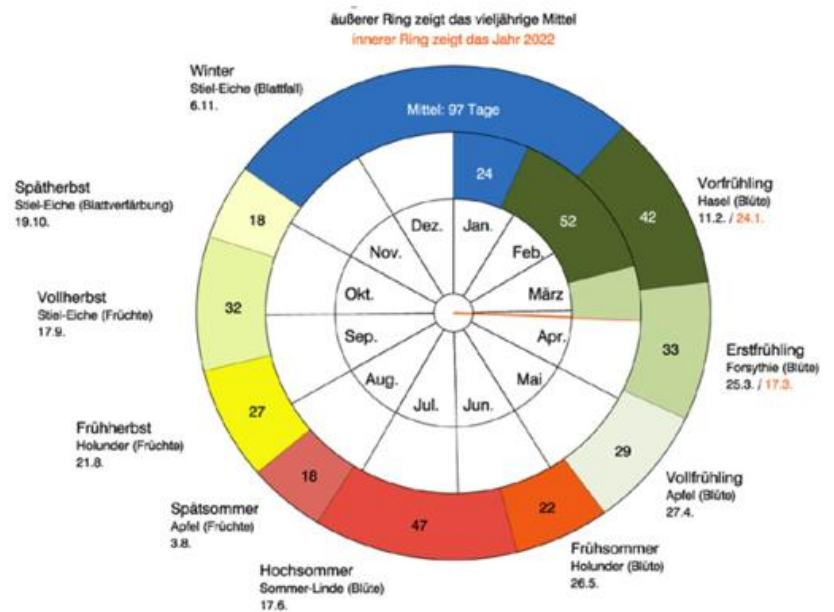 äußerer Ring zeigt das vieljährige Mittel
innerer Ring zeigt das Jahr 2022
Winter
Stiel-Eiche (Blattfall)
6.11.
Mittel: 97 Tage
Vorfrühling
Hasel (Blüte)
11.2. / 24.1.
Spätherbst
Stiel-Eiche (Blattverfärbung)
19.10.
18
24
52
42
Dez.
Jan.
Nov.
Feb.
Vollherbst
Stiel-Eiche (Früchte)
17.9.
32
Okt.
März
Sep.
Apr.
33
Erstfrühling
Forsythie (Blüte)
25.3. / 17.3.
Aug.
Mai
Jul.
Jun.
Frühherbst
Holunder (Früchte)
21.8.
27
29
Vollfrühling
Apfel (Blüte)
27.4.
Spätsommer
Apfel (Früchte)
3.8.
18
47
22
Frühsommer
Holunder (Blüte)
26.5.
Hochsommer
Sommer-Linde (Blüte)
17.6.